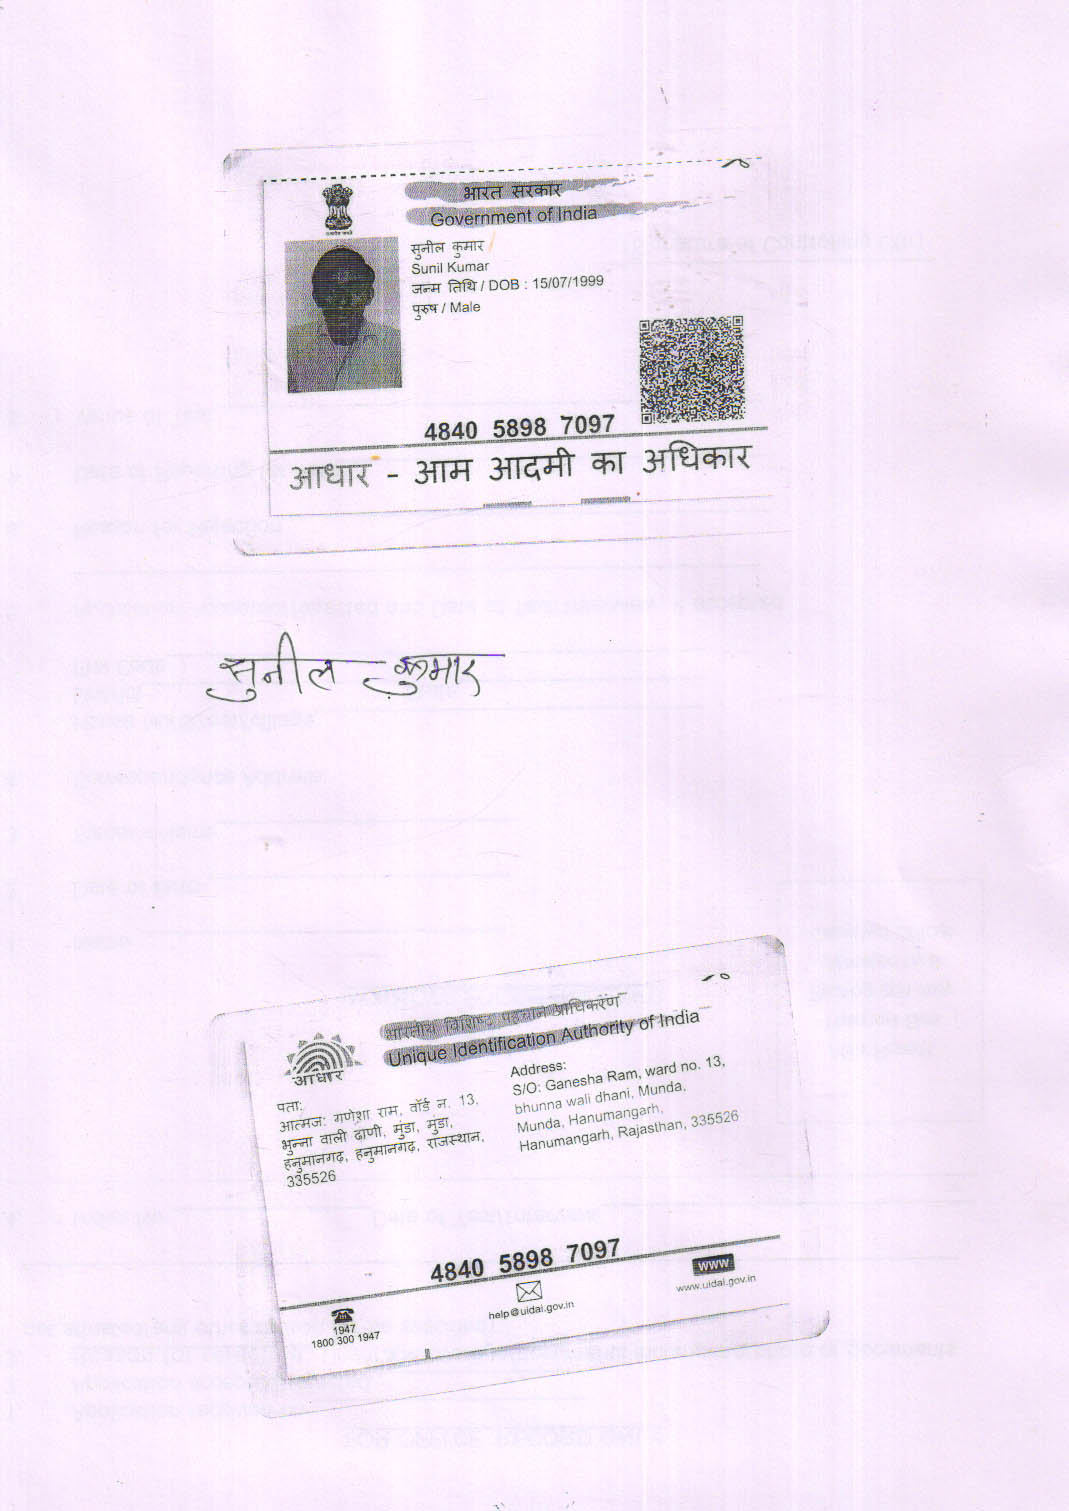 भारत सरकार
Government of India
सुनील कुमार
Sunil Kumar
जन्म तिथि / DOB : 15/07/1999
पुरुष / Male
4840 5898 7097
आधार - आम आदमी का अधिकार
सुनील कुमार
भारतीय विशिष्ट पहचान प्राधिकरण
Unique Identification Authority of India
आधार
पता:
आत्मज: गणेशा राम, वॉर्ड न. 13,
भुन्ना वाली ढ़ाणी, मुंडा, मुंडा,
हनुमानगढ़, हनुमानगढ़, राजस्थान,
335526
Address:
S/O: Ganesha Ram, ward no. 13,
bhunna wali dhani, Munda,
Munda, Hanumangarh,
Hanumangarh, Rajasthan, 335526
4840 5898 7097
1947
1800 300 1947
help@uidai.gov.in
www
www.uidai.gov.in